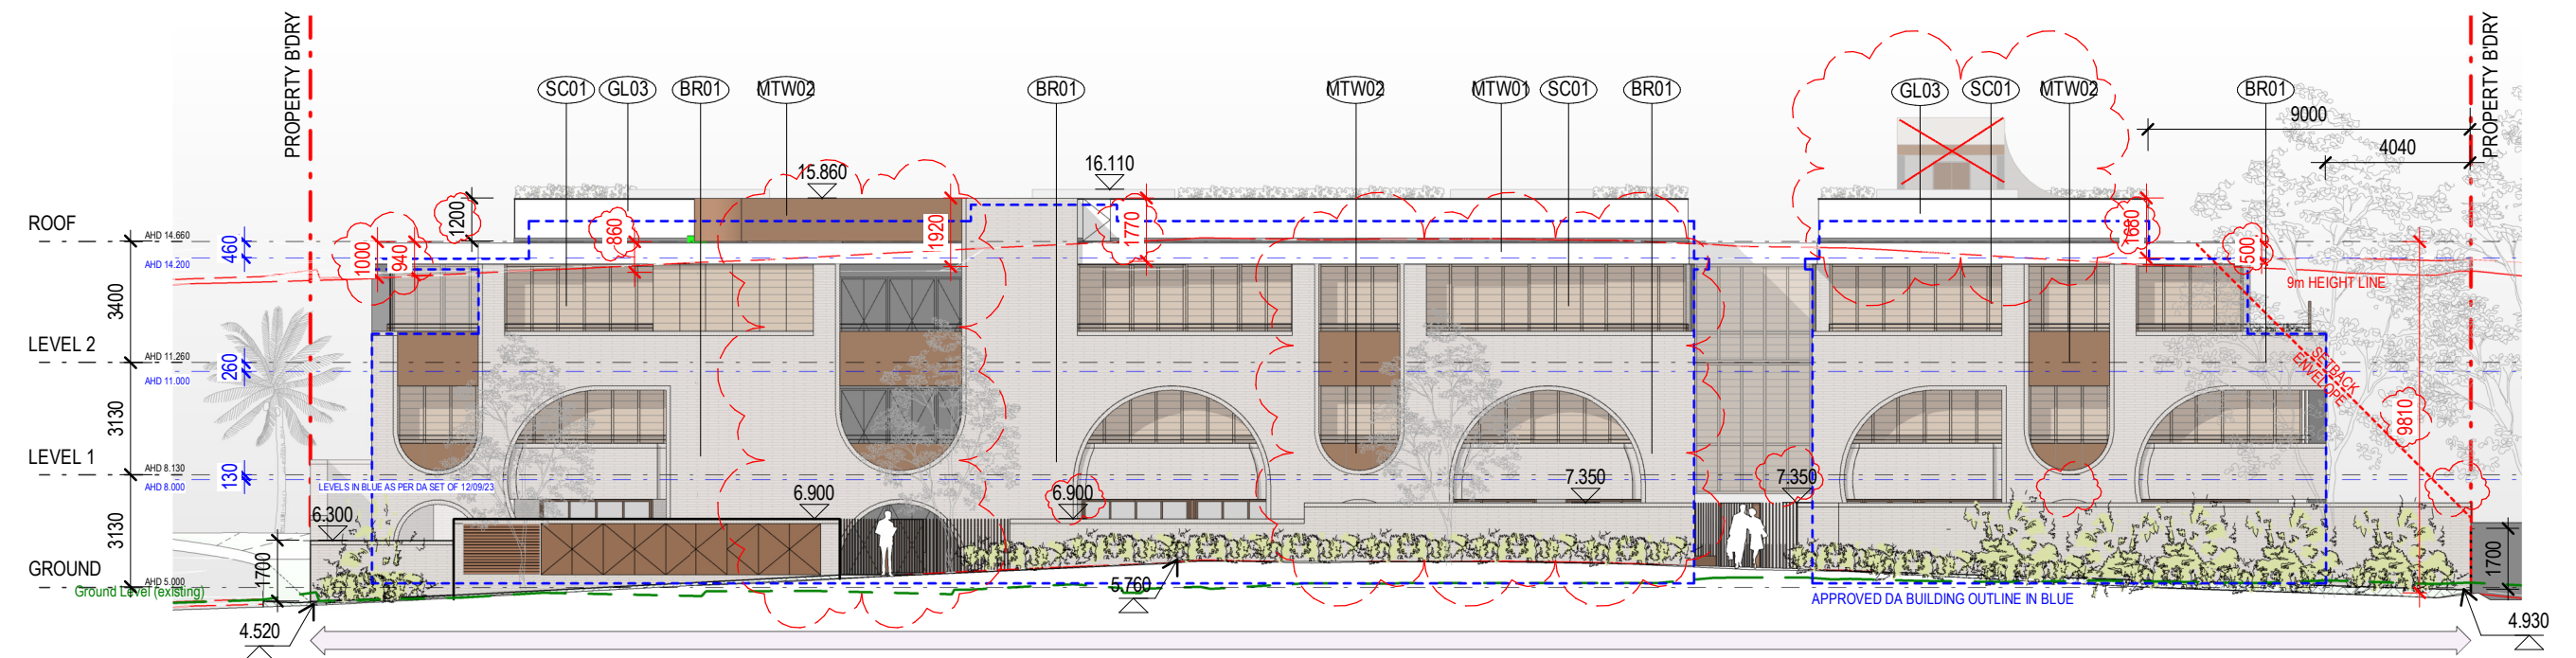 PROPERTY B'DRY
PROPERTY B'DRY
SC01
GL03
BR01
MTW02
BR01
MTW02
MTW01
SC01
BR01
GL03
SC01
MTW02
BR01
9000
4040
15.860
16.110
1200
1000
940
860
1920
1770
1680
500
ROOF
AHD 14.660
460
AHD 14.200
3400
9m HEIGHT LINE
LEVEL 2
AHD 11.260
260
AHD 11.000
SETBACK
ENVELOPE
3130
9810
LEVEL 1
AHD 8.130
130
AHD 8.000
LEVELS IN BLUE AS PER DA SET OF 12/09/23
6.300
6.900
6.900
7.350
7.350
3130
1700
1700
GROUND
AHD 5.000
Ground Level (existing)
5.760
APPROVED DA BUILDING OUTLINE IN BLUE
4.520
4.930